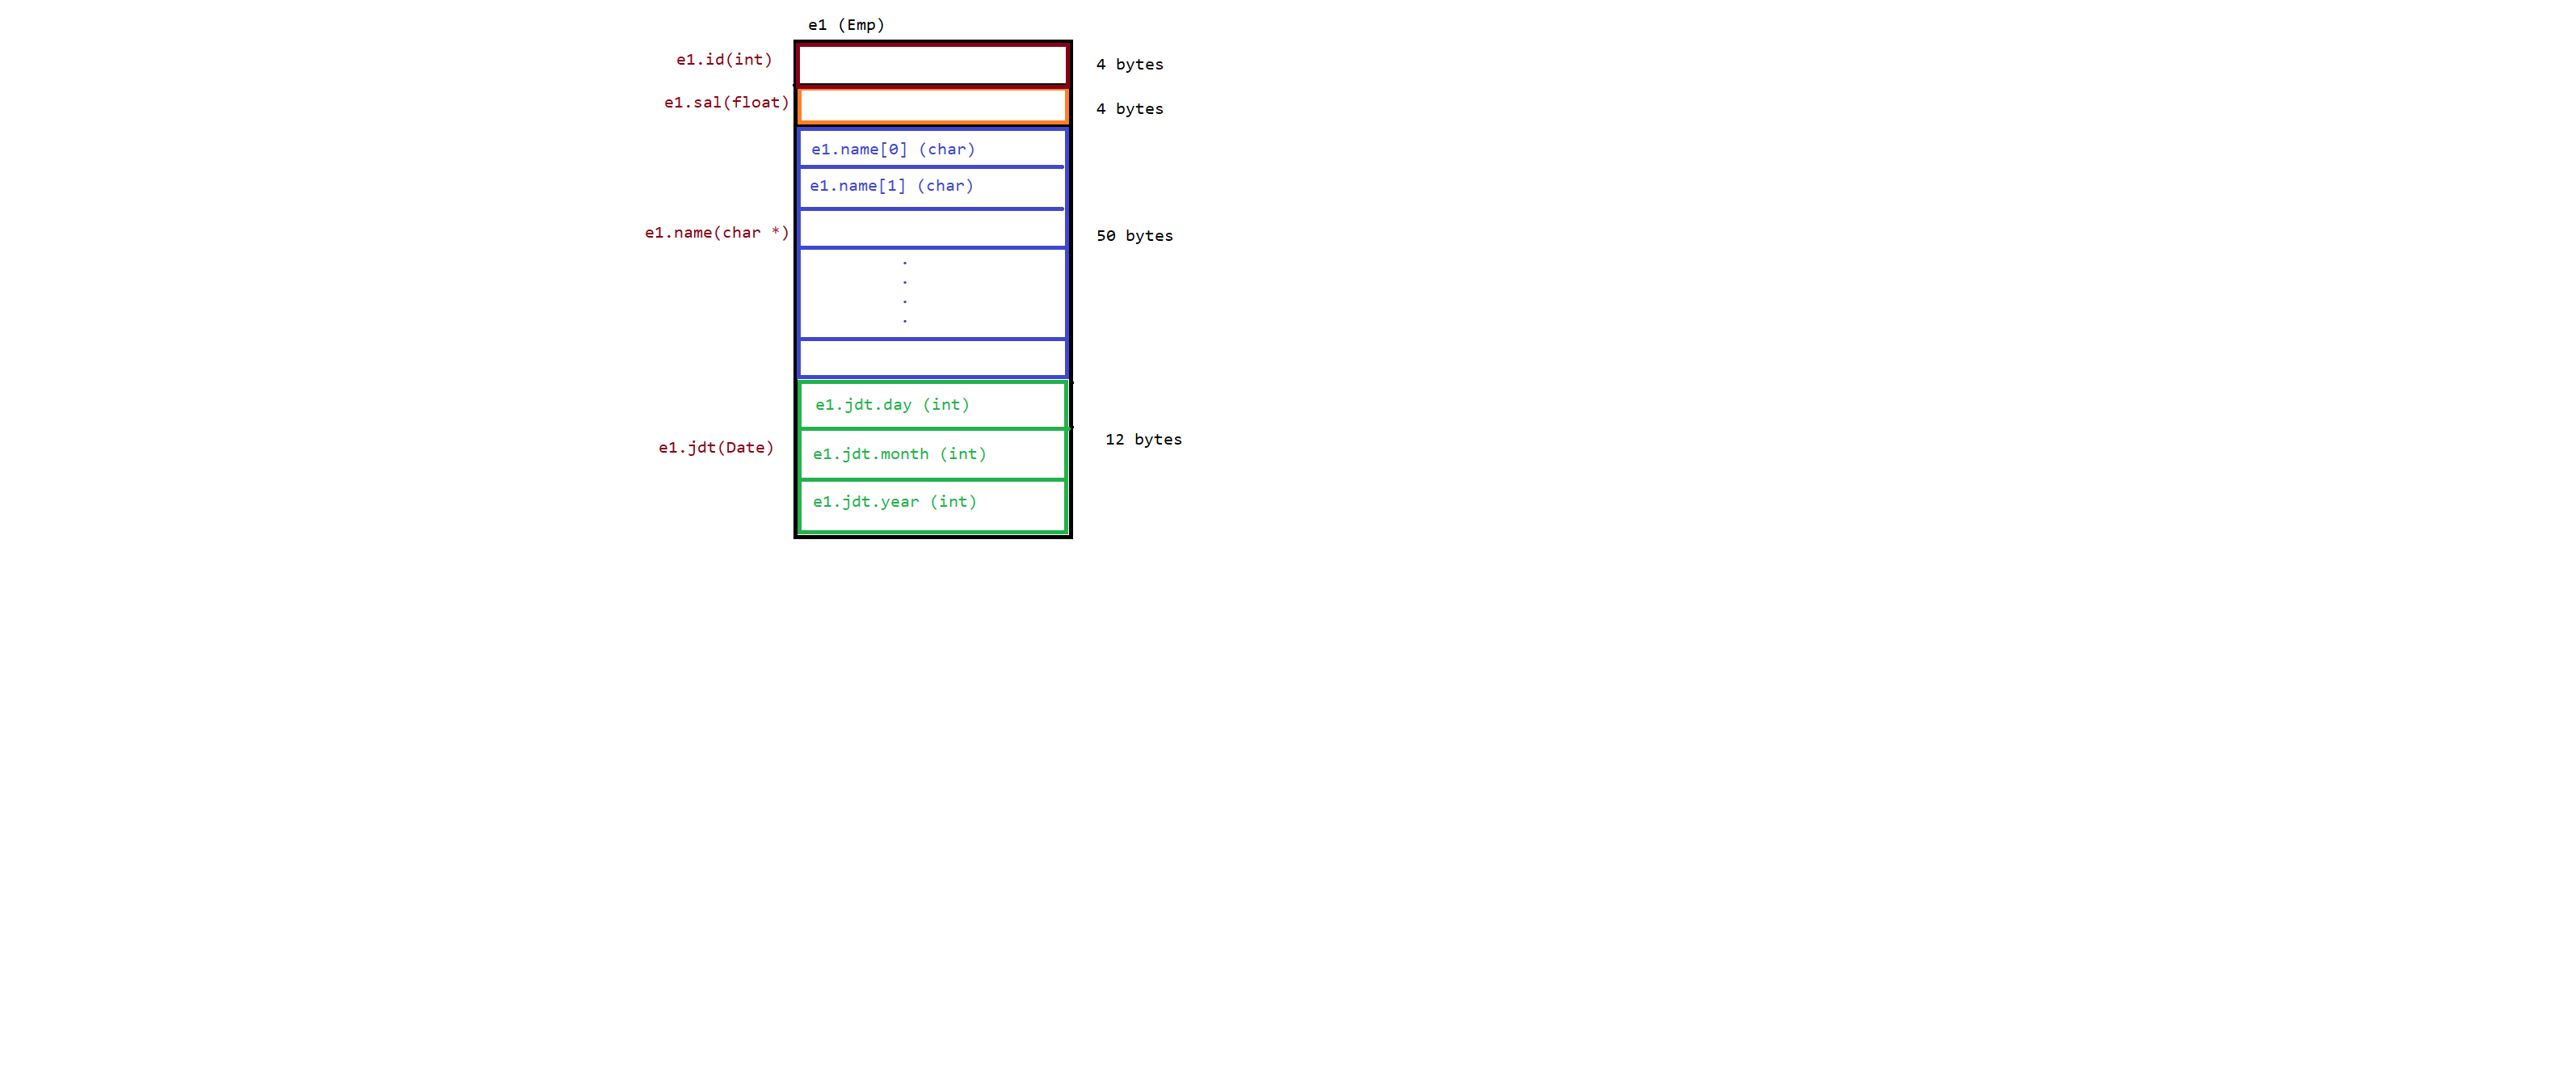 e1 (Emp)
e1.id(int)
4 bytes
e1.sal(float)
4 bytes
e1.name[0] (char)
e1.name[1] (char)
e1.name(char *)
50 bytes
.
.
.
.
e1.jdt.day (int)
e1.jdt(Date)
12 bytes
e1.jdt.month (int)
e1.jdt.year (int)